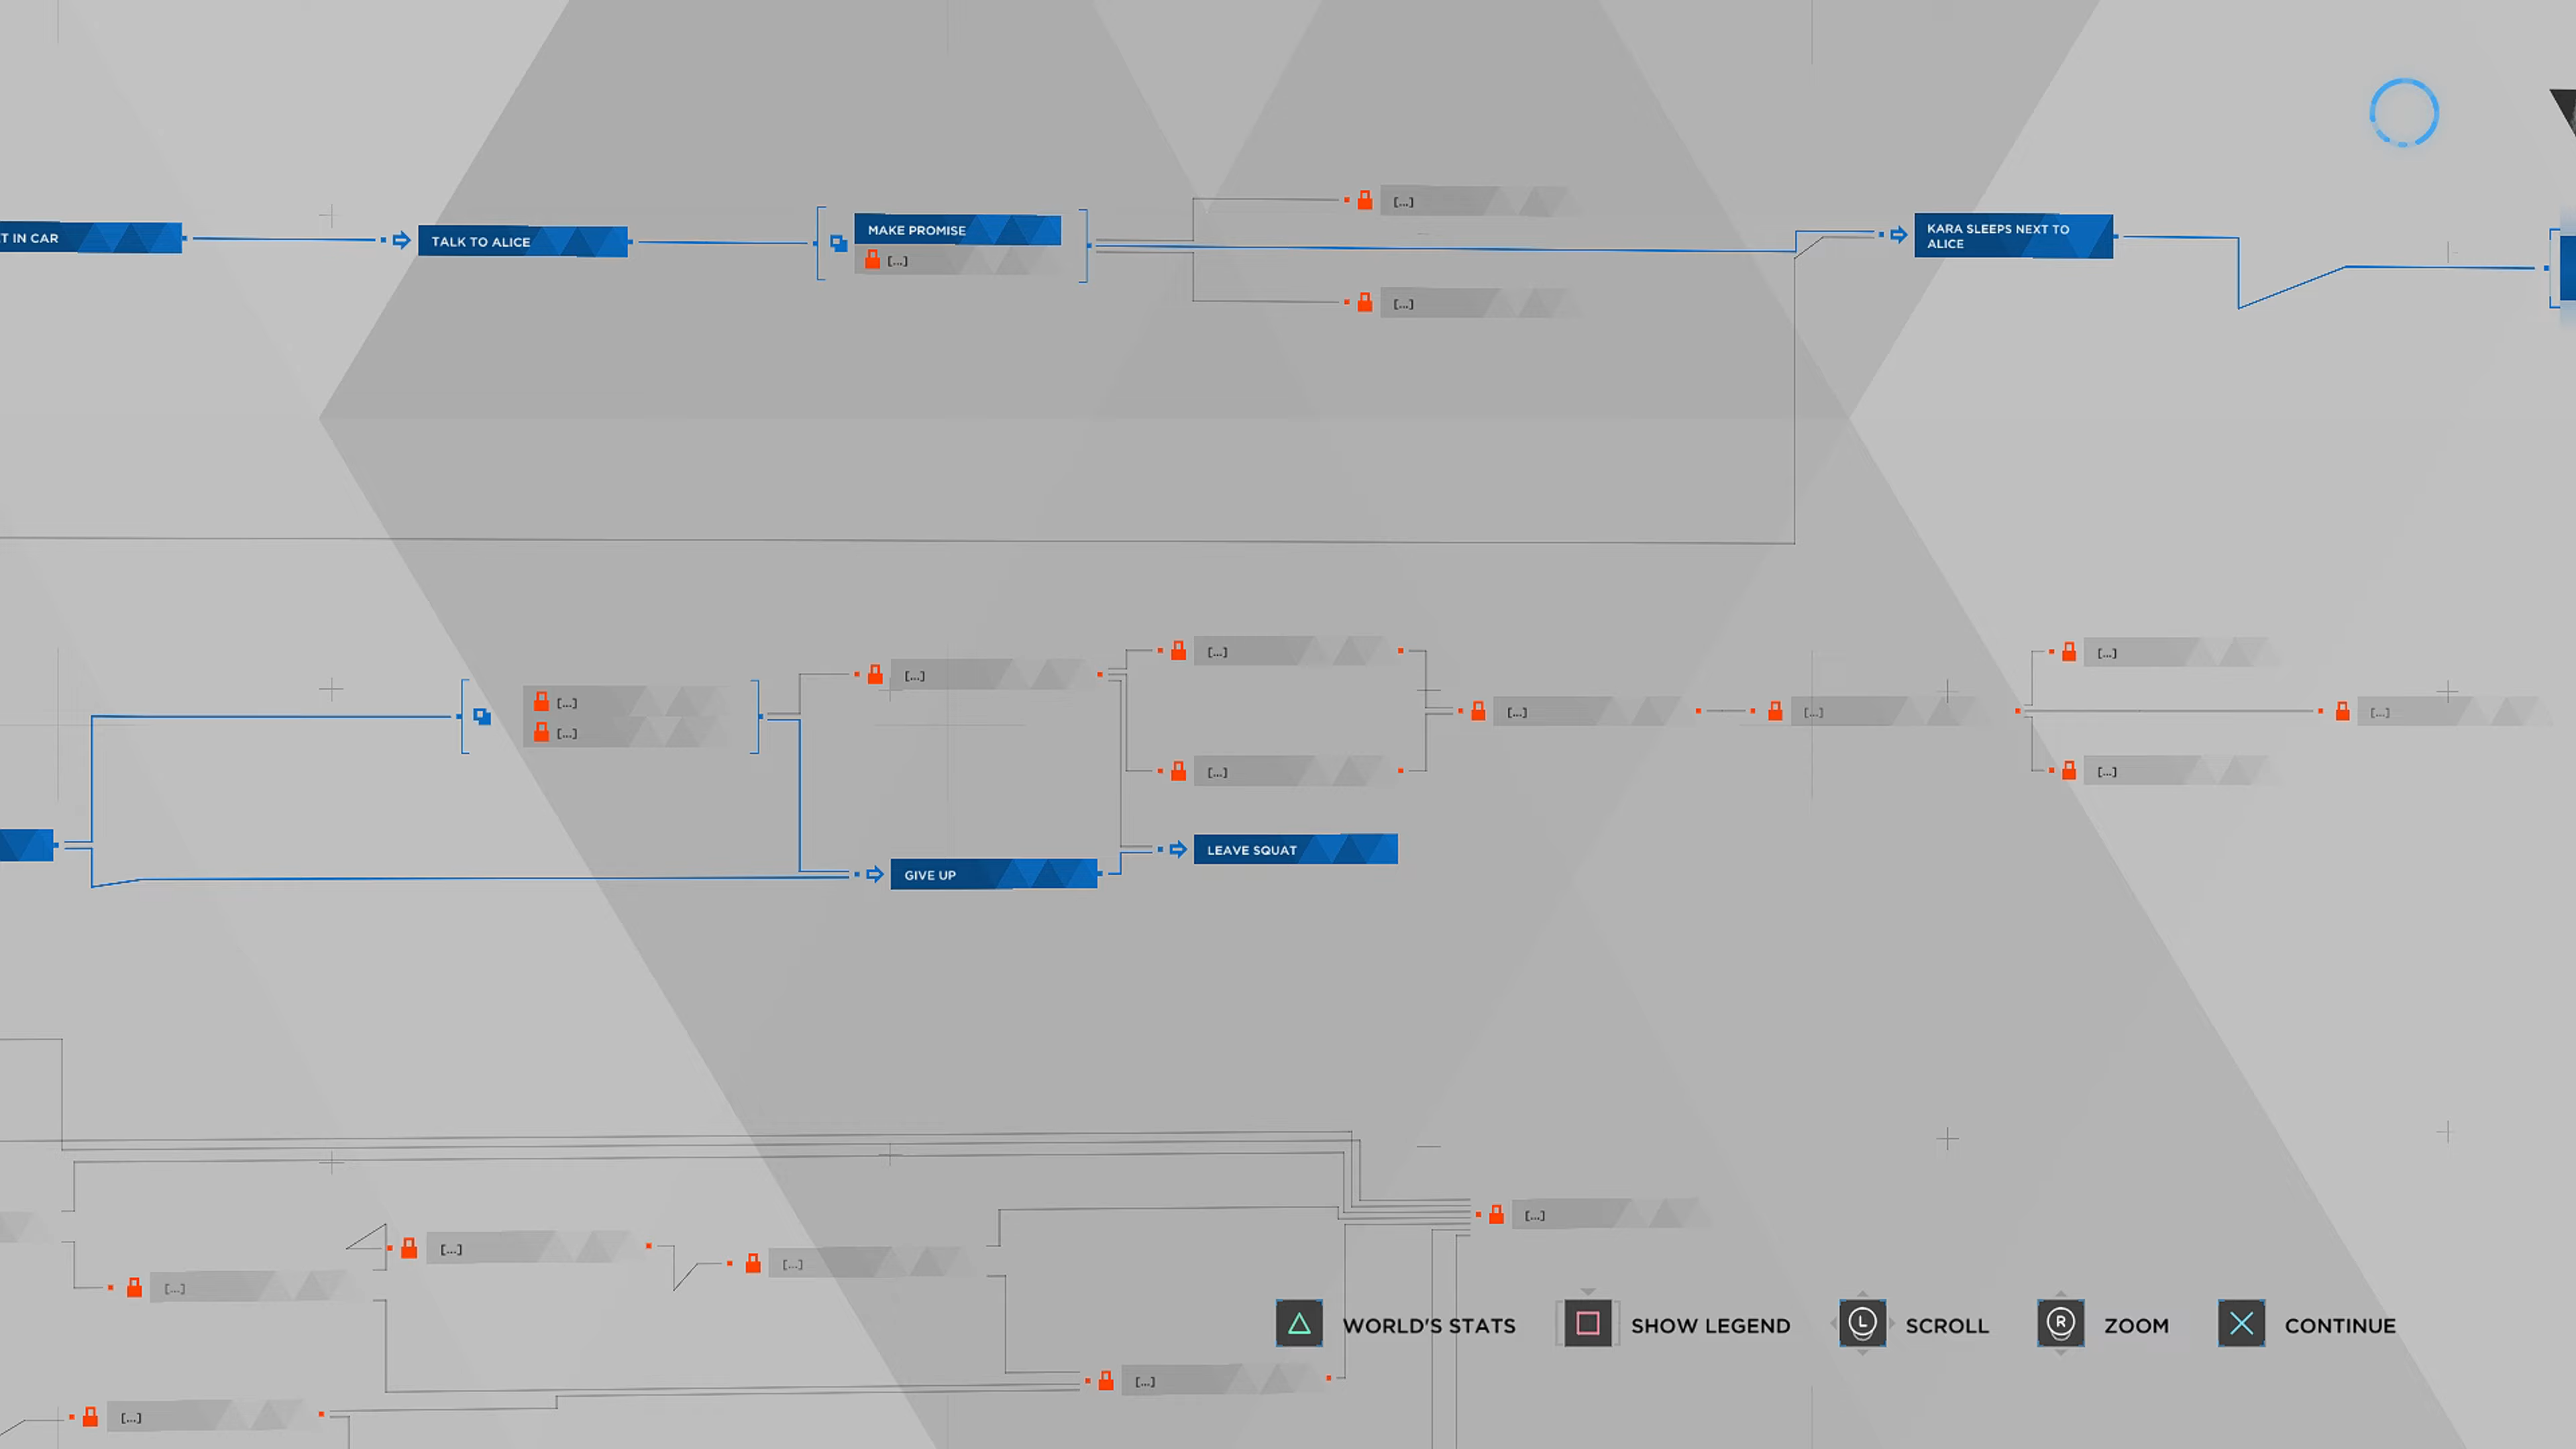 [...]
T IN CAR
TALK TO ALICE
MAKE PROMISE
[...]
[...]
KARA SLEEPS NEXT TO
ALICE
[...]
[...]
[...]
[...]
[...]
[...]
[...]
[...]
[...]
[...]
[...]
LEAVE SQUAT
GIVE UP
[...]
[...]
[...]
[...]
WORLD'S STATS
SHOW LEGEND
L
SCROLL
R
ZOOM
CONTINUE
[...]
[...]